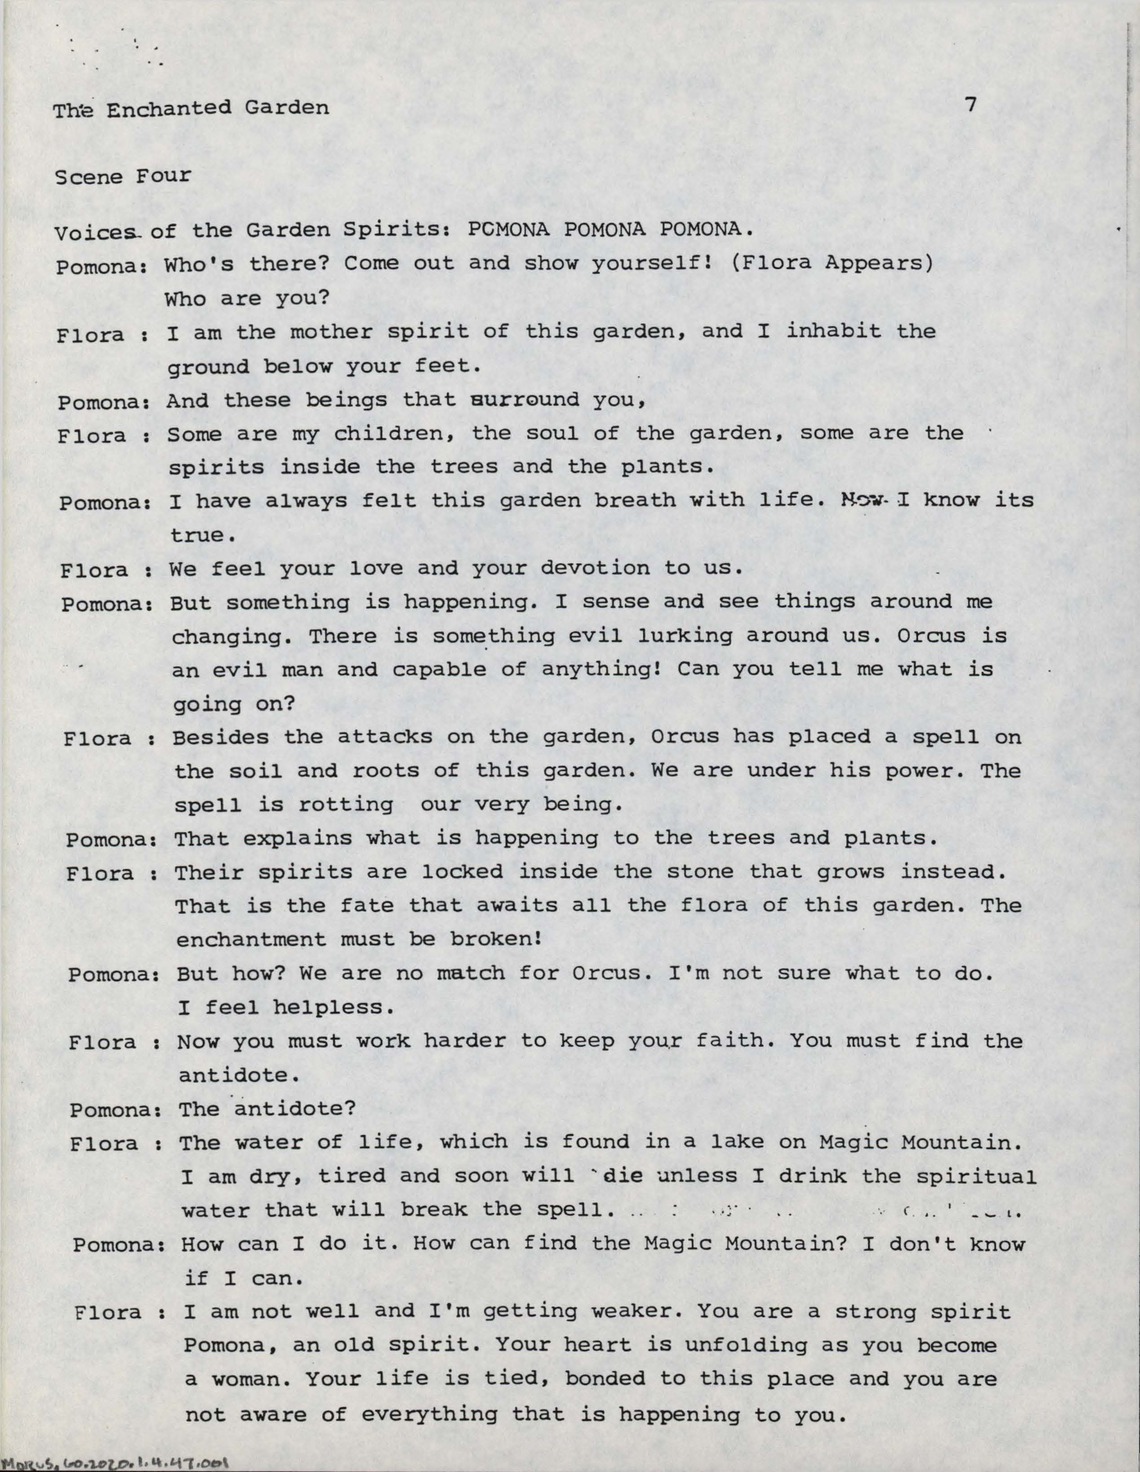 The Enchanted Garden 7
Scene Four
Voices of the Garden Spirits: POMONA POMONA POMONA.
Pomona: Who's there? Come out and show yourself! (Flora Appears)
Who are you?
Flora : I am the mother spirit of this garden, and I inhabit the
ground below your feet.
Pomona: And these beings that surround you,
Flora : Some are my children, the soul of the garden, some are the
spirits inside the trees and the plants.
Pomona: I have always felt this garden breath with life. Now I know its
true.
Flora : We feel your love and your devotion to us.
Pomona: But something is happening. I sense and see things around me
changing. There is something evil lurking around us. Orcus is
an evil man and capable of anything! Can you tell me what is
going on?
Flora : Besides the attacks on the garden, Orcus has placed a spell on
the soil and roots of this garden. We are under his power. The
spell is rotting our very being.
Pomona: That explains what is happening to the trees and plants.
Flora : Their spirits are locked inside the stone that grows instead.
That is the fate that awaits all the flora of this garden. The
enchantment must be broken!
Pomona: But how? We are no match for Orcus. I'm not sure what to do.
I feel helpless.
Flora : Now you must work harder to keep your faith. You must find the
antidote.
Pomona: The antidote?
Flora : The water of life, which is found in a lake on Magic Mountain.
I am dry, tired and soon will die unless I drink the spiritual
water that will break the spell.
Pomona: How can I do it. How can find the Magic Mountain? I don't know
if I can.
Flora : I am not well and I'm getting weaker. You are a strong spirit
Pomona, an old spirit. Your heart is unfolding as you become
a woman. Your life is tied, bonded to this place and you are
not aware of everything that is happening to you.
MORUS.GO.2020.1.4.47.001